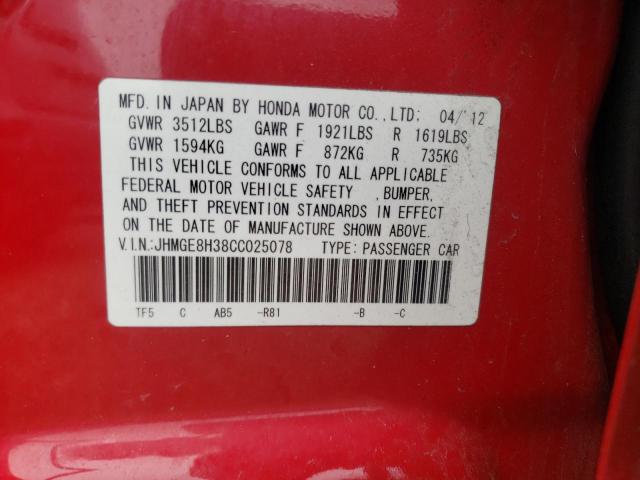 MFD. IN JAPAN BY HONDA MOTOR CO., LTD; 04/'12
GVWR 3512LBS GAWR F 1921LBS R 1619LBS
GVWR 1594KG GAWR F 872KG R 735KG
THIS VEHICLE CONFORMS TO ALL APPLICABLE
FEDERAL MOTOR VEHICLE SAFETY , BUMPER,
AND THEFT PREVENTION STANDARDS IN EFFECT
ON THE DATE OF MANUFACTURE SHOWN ABOVE.
V.I.N.:JHMGE8H38CC025078 TYPE: PASSENGER CAR
TF5 C AB5 -R81 -B -C